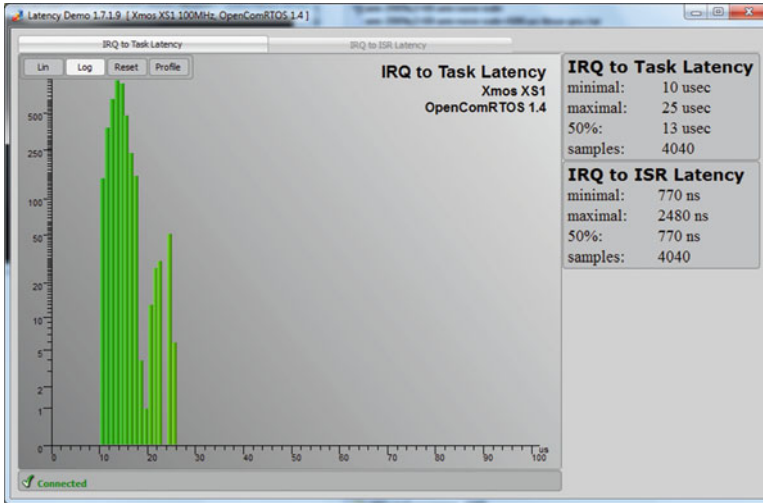 Latency Demo 1.7.1.9 [ Xmos XS1 100MHz, OpenComRTOS 1.4 ]
IRQ to Task Latency
IRQ to ISR Latency
Lin
Log
Reset
Profile
IRQ to Task Latency
Xmos XS1
OpenComRTOS 1.4
500
250
100
50
20
10
5
2
1
0
0
10
20
30
40
50
60
70
80
90
100
us
IRQ to Task Latency
minimal: 10 usec
maximal: 25 usec
50%: 13 usec
samples: 4040
IRQ to ISR Latency
minimal: 770 ns
maximal: 2480 ns
50%: 770 ns
samples: 4040
Connected